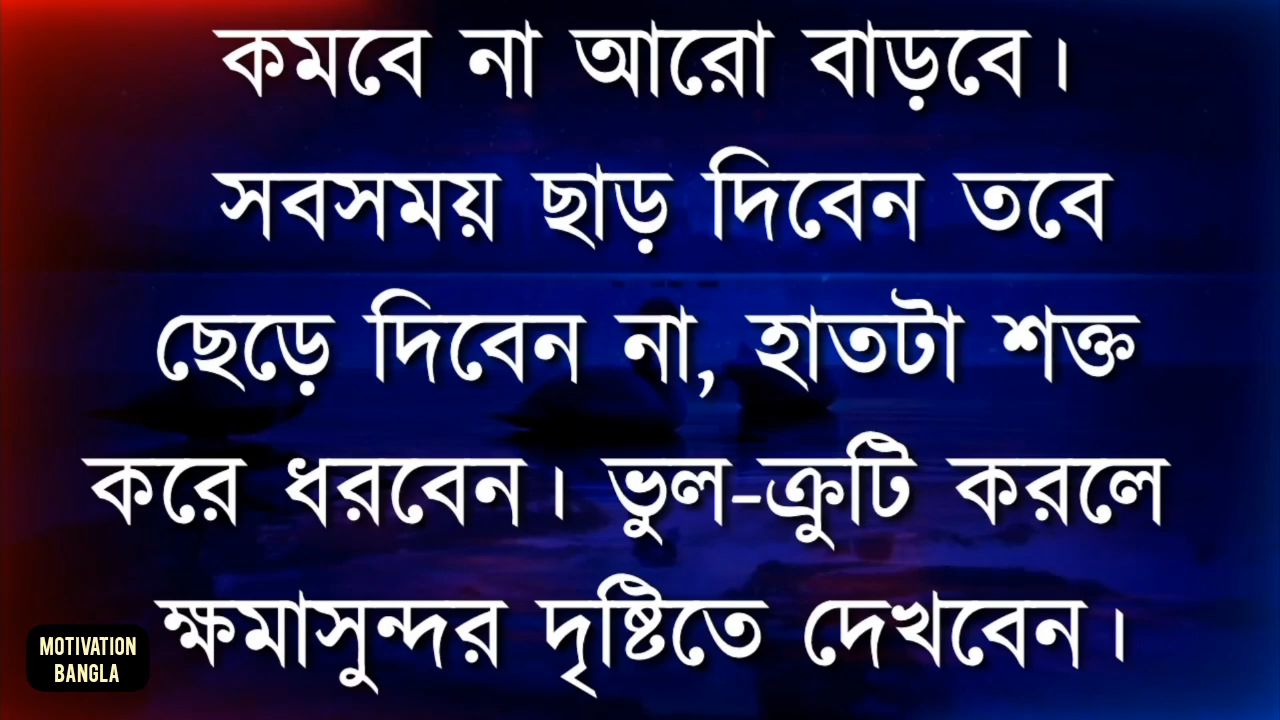 কমবে না আরো বাড়বে।
সবসময় ছাড় দিবেন তবে
ছেড়ে দিবেন না, হাতটা শক্ত
করে ধরবেন। ভুল-ক্রুটি করলে
ক্ষমাসুন্দর দৃষ্টিতে দেখবেন।
MOTIVATION
BANGLA